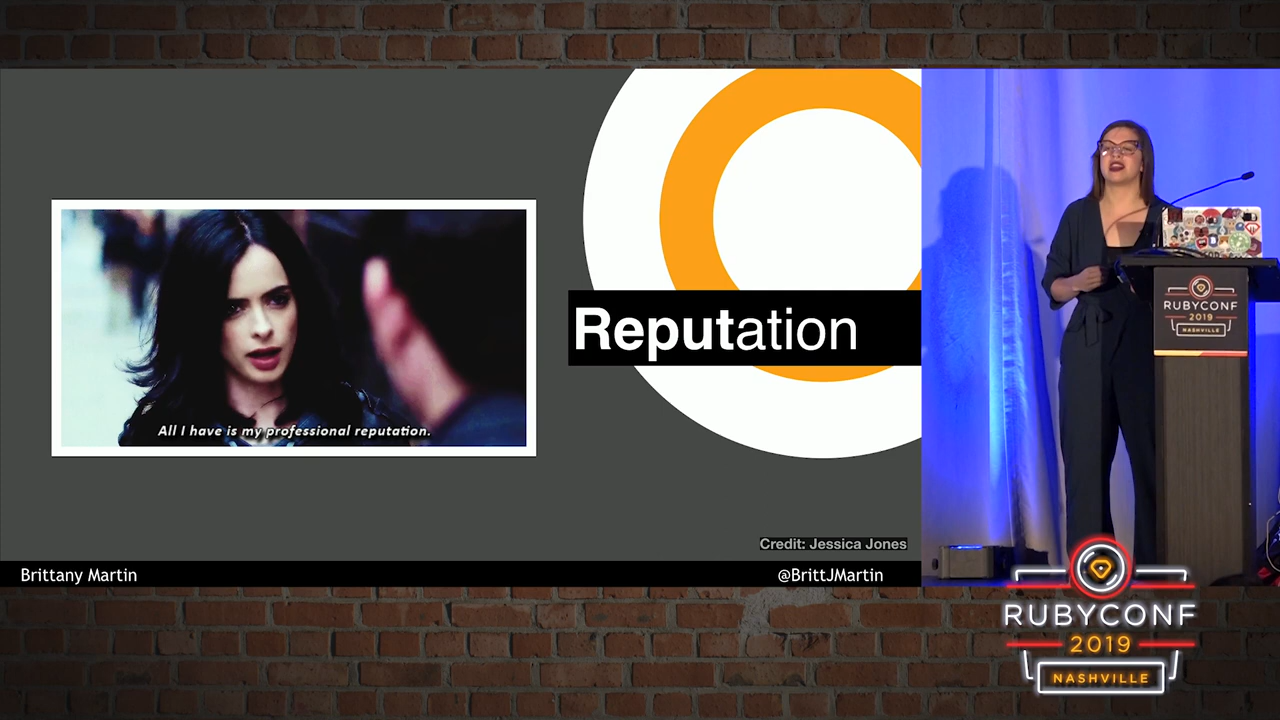 Reputation
All I have is my professional reputation.
Credit: Jessica Jones
Brittany Martin
@BrittJMartin
RUBYCONF
2019
NASHVILLE
RUBYCONF
2019
NASHVILLE